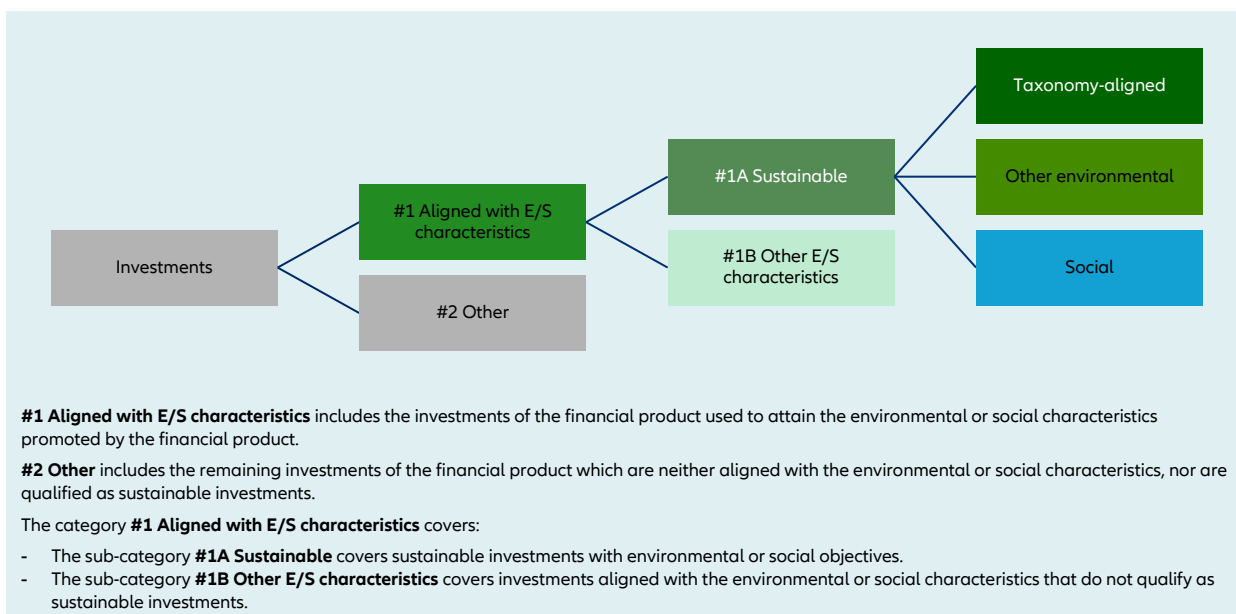 Taxonomy-aligned
#1A Sustainable
Other environmental
#1 Aligned with E/S
characteristics
Investments
#1B Other E/S
characteristics
Social
#2 Other
#1 Aligned with E/S characteristics includes the investments of the financial product used to attain the environmental or social characteristics
promoted by the financial product.
#2 Other includes the remaining investments of the financial product which are neither aligned with the environmental or social characteristics, nor are
qualified as sustainable investments.
The category #1 Aligned with E/S characteristics covers:
- The sub-category #1A Sustainable covers sustainable investments with environmental or social objectives.
- The sub-category #1B Other E/S characteristics covers investments aligned with the environmental or social characteristics that do not qualify as
sustainable investments.